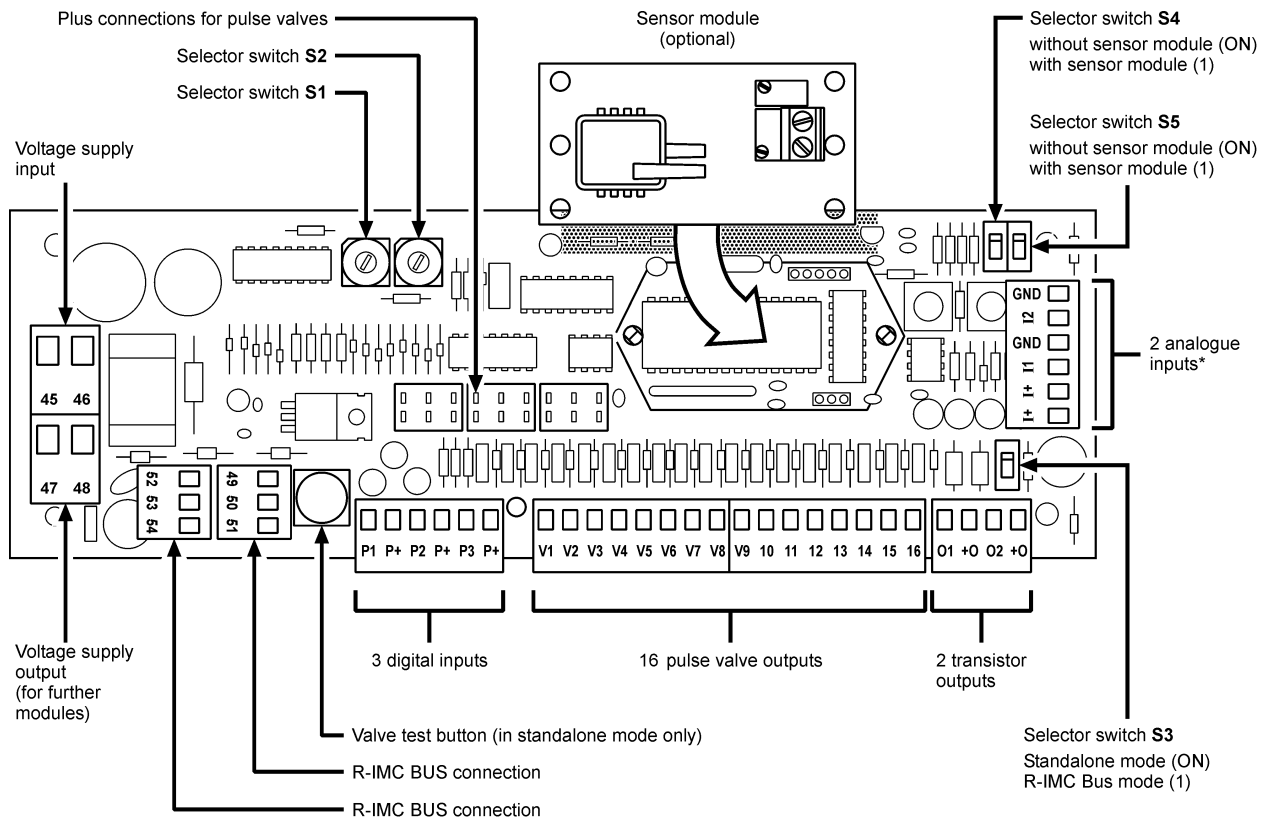 Plus connections for pulse valves
Selector switch S2
Selector switch S1
Voltage supply
input
Sensor module
(optional)
Selector switch S4
without sensor module (ON)
with sensor module (1)
Selector switch S5
without sensor module (ON)
with sensor module (1)
GND
I2
GND
I1
I+
I+
2 analogue
inputs*
45 46
47 48
52
53
54
49
50
51
P1 P+ P2 P+ P3 P+
V1 V2 V3 V4 V5 V6 V7 V8 V9 10 11 12 13 14 15 16
O1 +O O2 +O
3 digital inputs
16 pulse valve outputs
2 transistor
outputs
Voltage supply
output
(for further
modules)
Valve test button (in standalone mode only)
R-IMC BUS connection
R-IMC BUS connection
Selector switch S3
Standalone mode (ON)
R-IMC Bus mode (1)